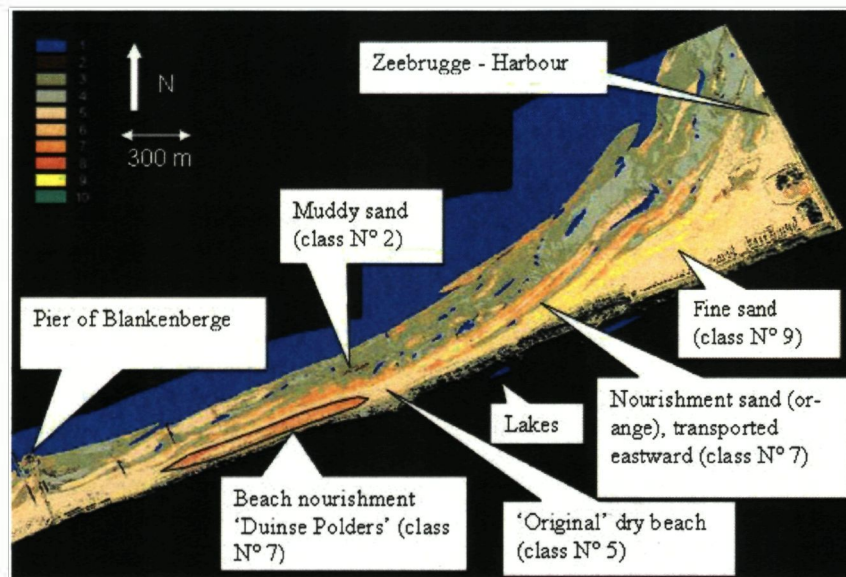 1
2
3
4
5
6
7
8
9
10
N
300 m
Zeebrugge - Harbour
Muddy sand
(class N° 2)
Pier of Blankenberge
Fine sand
(class N° 9)
Nourishment sand (or-
ange), transported
eastward (class N° 7)
Lakes
Beach nourishment
‘Duinse Polders’ (class
N° 7)
‘Original’ dry beach
(class N° 5)